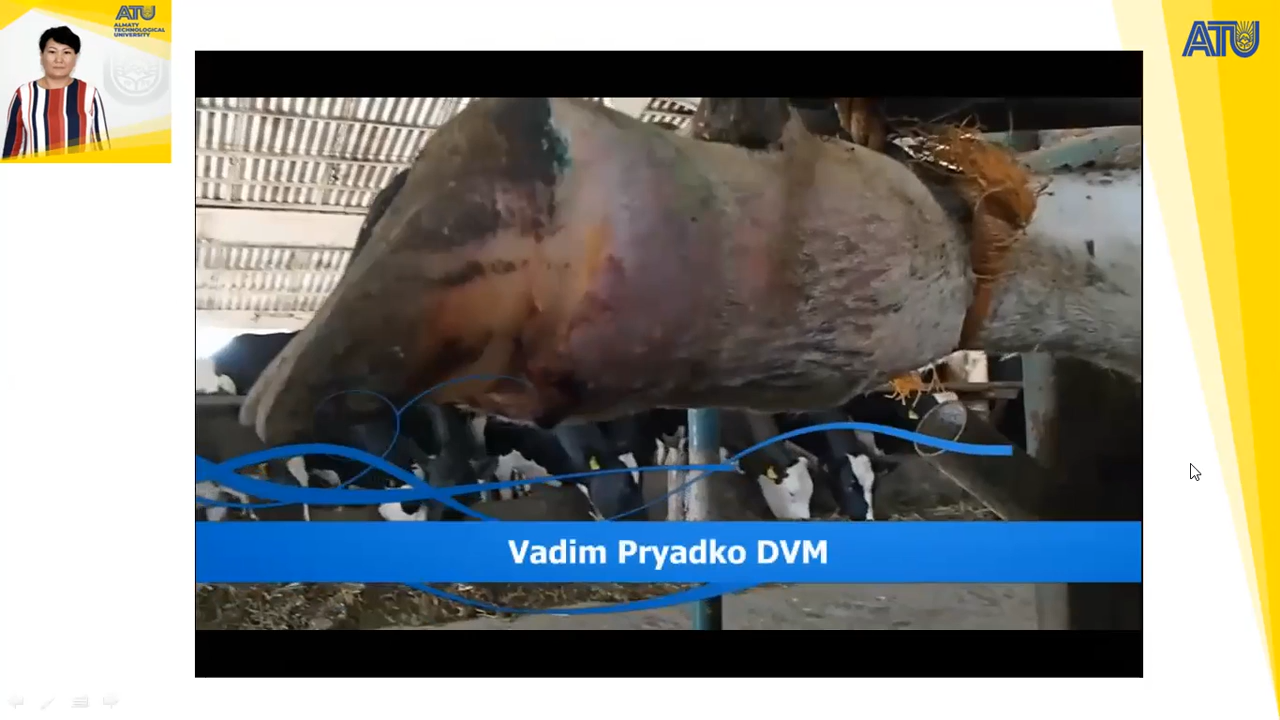 ATU
ALMATY
TECHNOLOGICAL
UNIVERSITY
ATU
Vadim Pryadko DVM